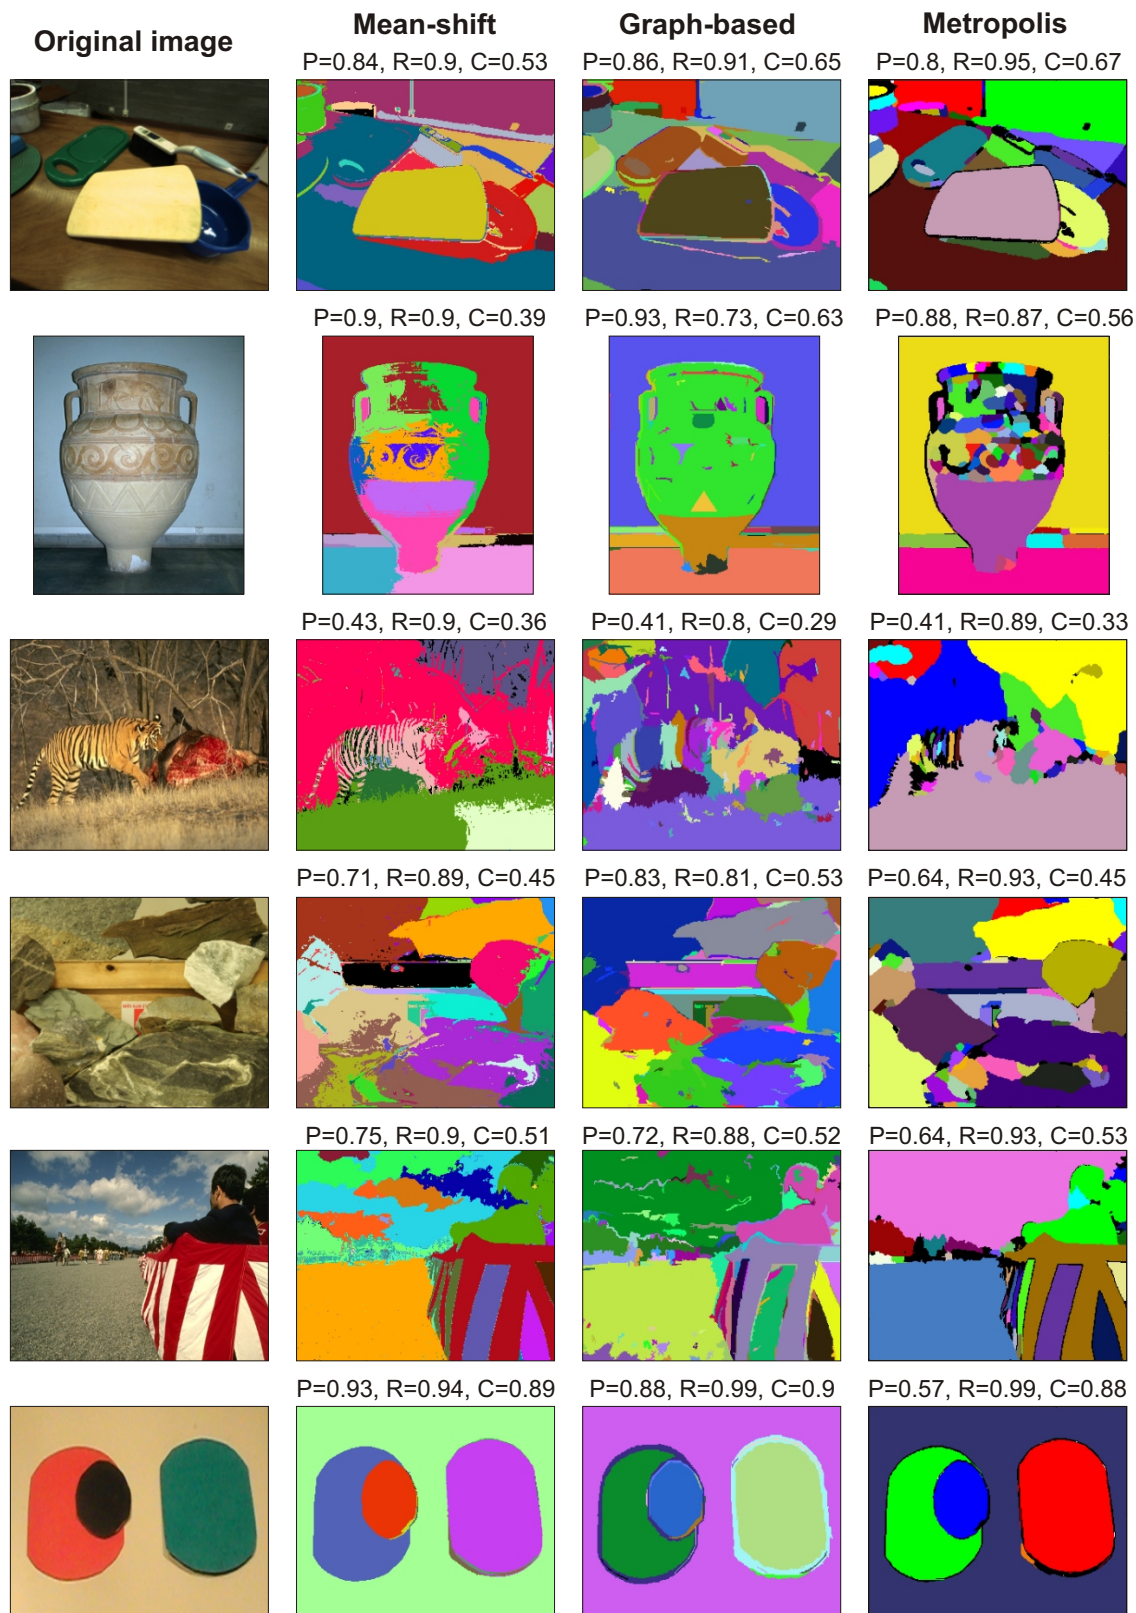 Original image
Mean-shift
Graph-based
Metropolis
P=0.84, R=0.9, C=0.53
P=0.86, R=0.91, C=0.65
P=0.8, R=0.95, C=0.67
P=0.9, R=0.9, C=0.39
P=0.93, R=0.73, C=0.63
P=0.88, R=0.87, C=0.56
P=0.43, R=0.9, C=0.36
P=0.41, R=0.8, C=0.29
P=0.41, R=0.89, C=0.33
P=0.71, R=0.89, C=0.45
P=0.83, R=0.81, C=0.53
P=0.64, R=0.93, C=0.45
P=0.75, R=0.9, C=0.51
P=0.72, R=0.88, C=0.52
P=0.64, R=0.93, C=0.53
P=0.93, R=0.94, C=0.89
P=0.88, R=0.99, C=0.9
P=0.57, R=0.99, C=0.88